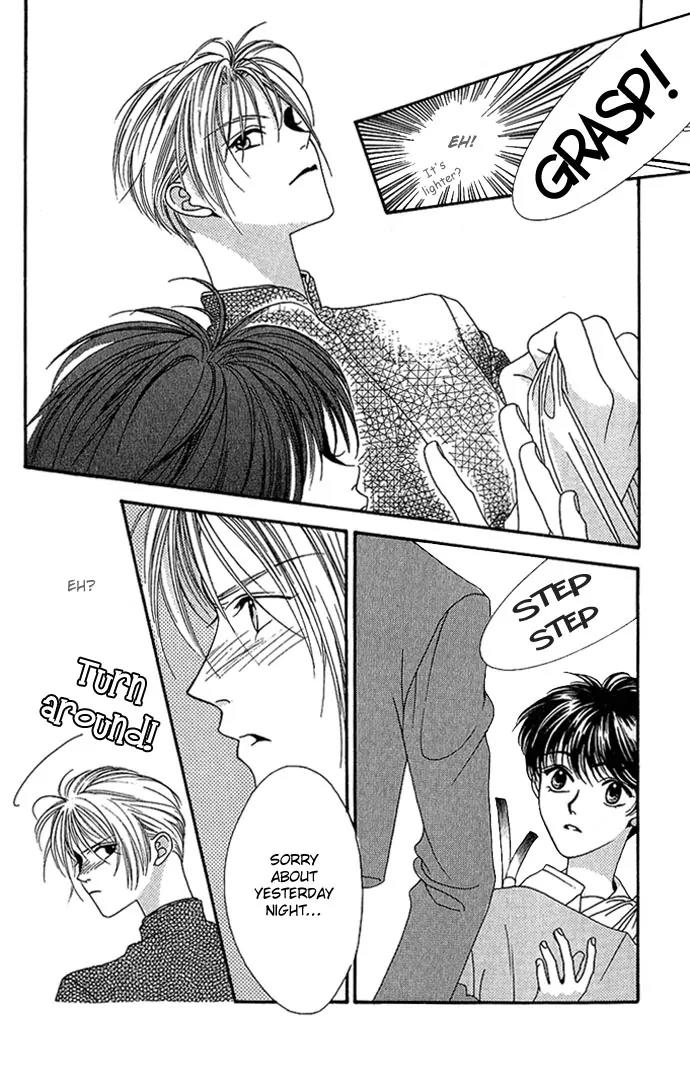 GRASP!
EH!
It's
lighter?
STEP
STEP
SORRY
ABOUT
YESTERDAY
NIGHT...
EH?
Turn
around!